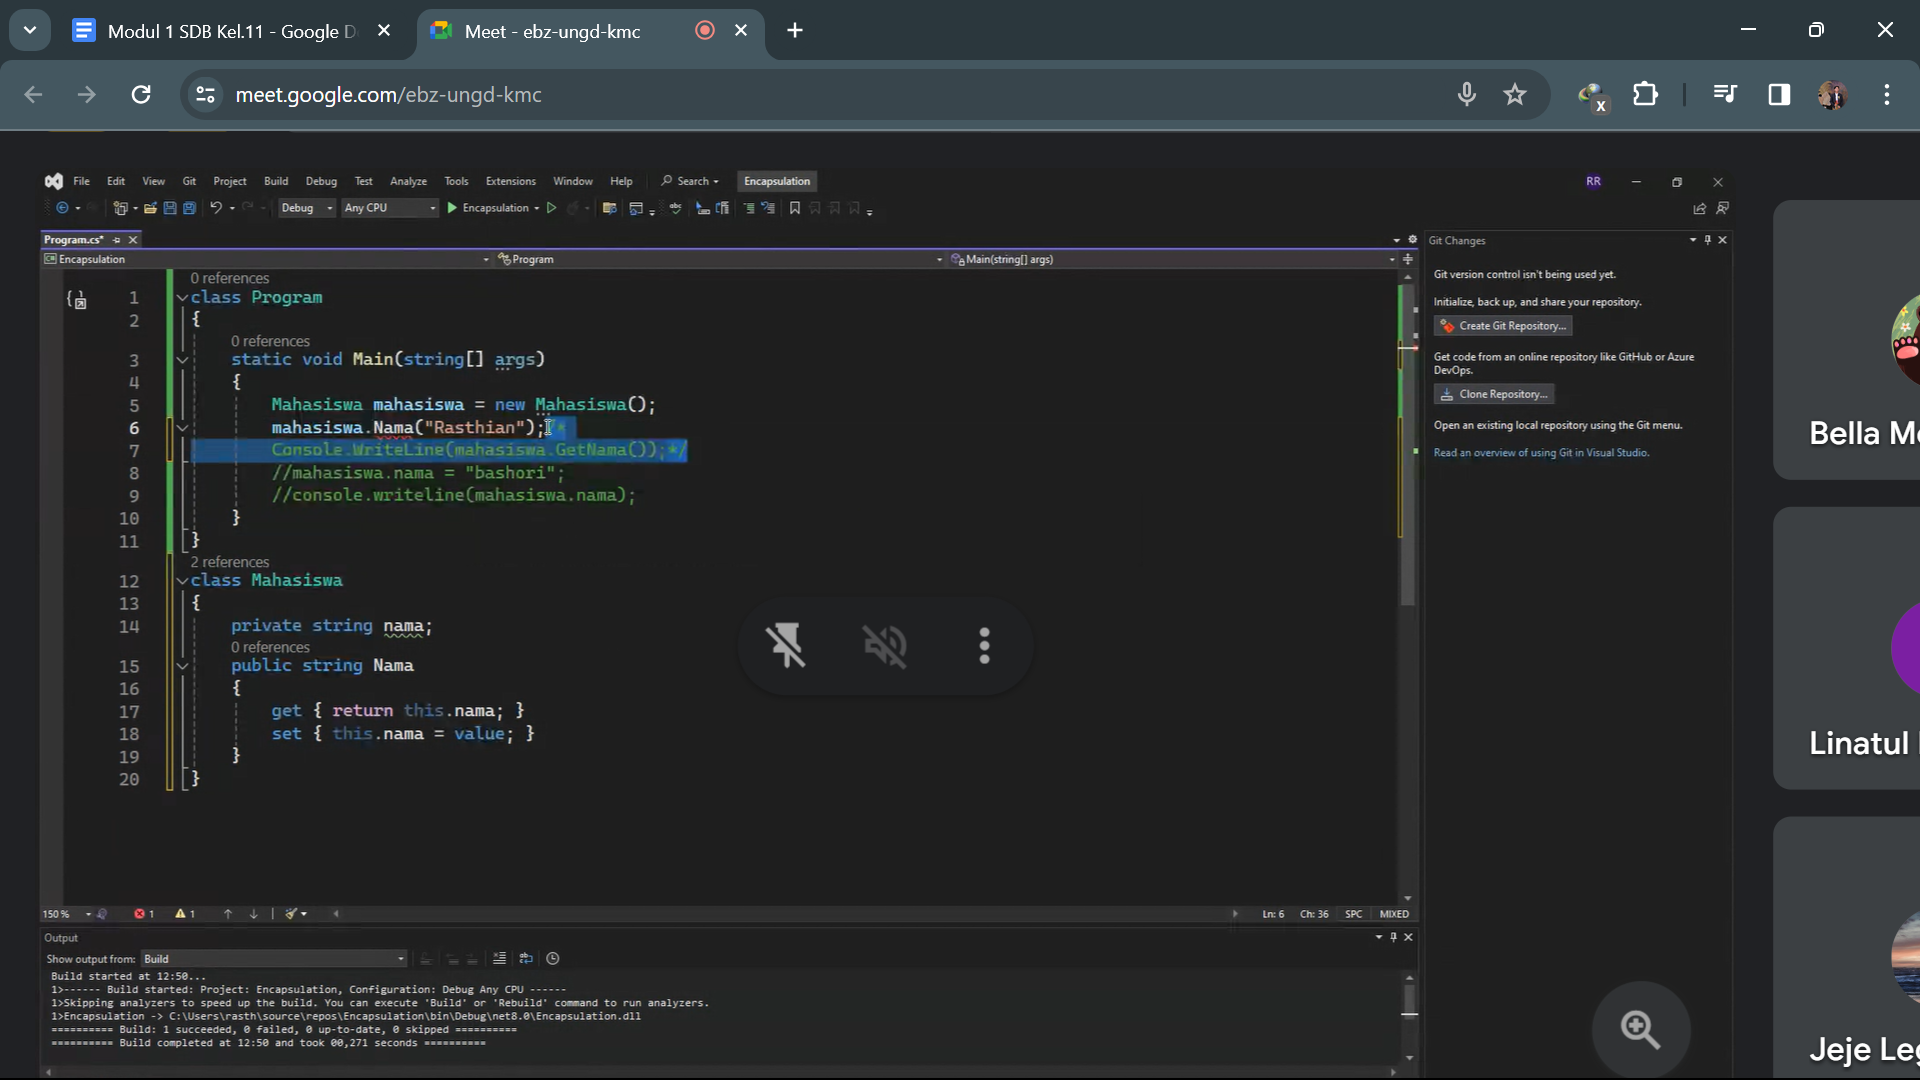 Modul 1 SDB Kel.11 - Google D
Meet - ebz-ungd-kmc
meet.google.com/ebz-ungd-kmc
File Edit View Git Project Build Debug Test Analyze Tools Extensions Window Help Search Encapsulation RR
Debug Any CPU Encapsulation
Program.cs*
Encapsulation Program Main(string[] args)
0 references
1 class Program
2 {
0 references
3 static void Main(string[] args)
4 {
5 Mahasiswa mahasiswa = new Mahasiswa();
6 mahasiswa.Nama("Rasthian");/*
7 Console.WriteLine(mahasiswa.GetNama());*/
8 //mahasiswa.nama = "bashori";
9 //console.writeline(mahasiswa.nama);
10 }
11 }
2 references
12 class Mahasiswa
13 {
14 private string nama;
0 references
15 public string Nama
16 {
17 get { return this.nama; }
18 set { this.nama = value; }
19 }
20 }
150 % 1 1 Ln: 6 Ch: 36 SPC MIXED
Output
Show output from: Build
Build started at 12:50...
1>------ Build started: Project: Encapsulation, Configuration: Debug Any CPU ------
1>Skipping analyzers to speed up the build. You can execute 'Build' or 'Rebuild' command to run analyzers.
1>Encapsulation -> C:\Users\rasth\source\repos\Encapsulation\bin\Debug\net8.0\Encapsulation.dll
========== Build: 1 succeeded, 0 failed, 0 up-to-date, 0 skipped ==========
========== Build completed at 12:50 and took 00,271 seconds ==========
Git Changes
Git version control isn't being used yet.
Initialize, back up, and share your repository.
Create Git Repository...
Get code from an online repository like GitHub or Azure
DevOps.
Clone Repository...
Open an existing local repository using the Git menu.
Read an overview of using Git in Visual Studio.
Bella M
Linatul
Jeje Le